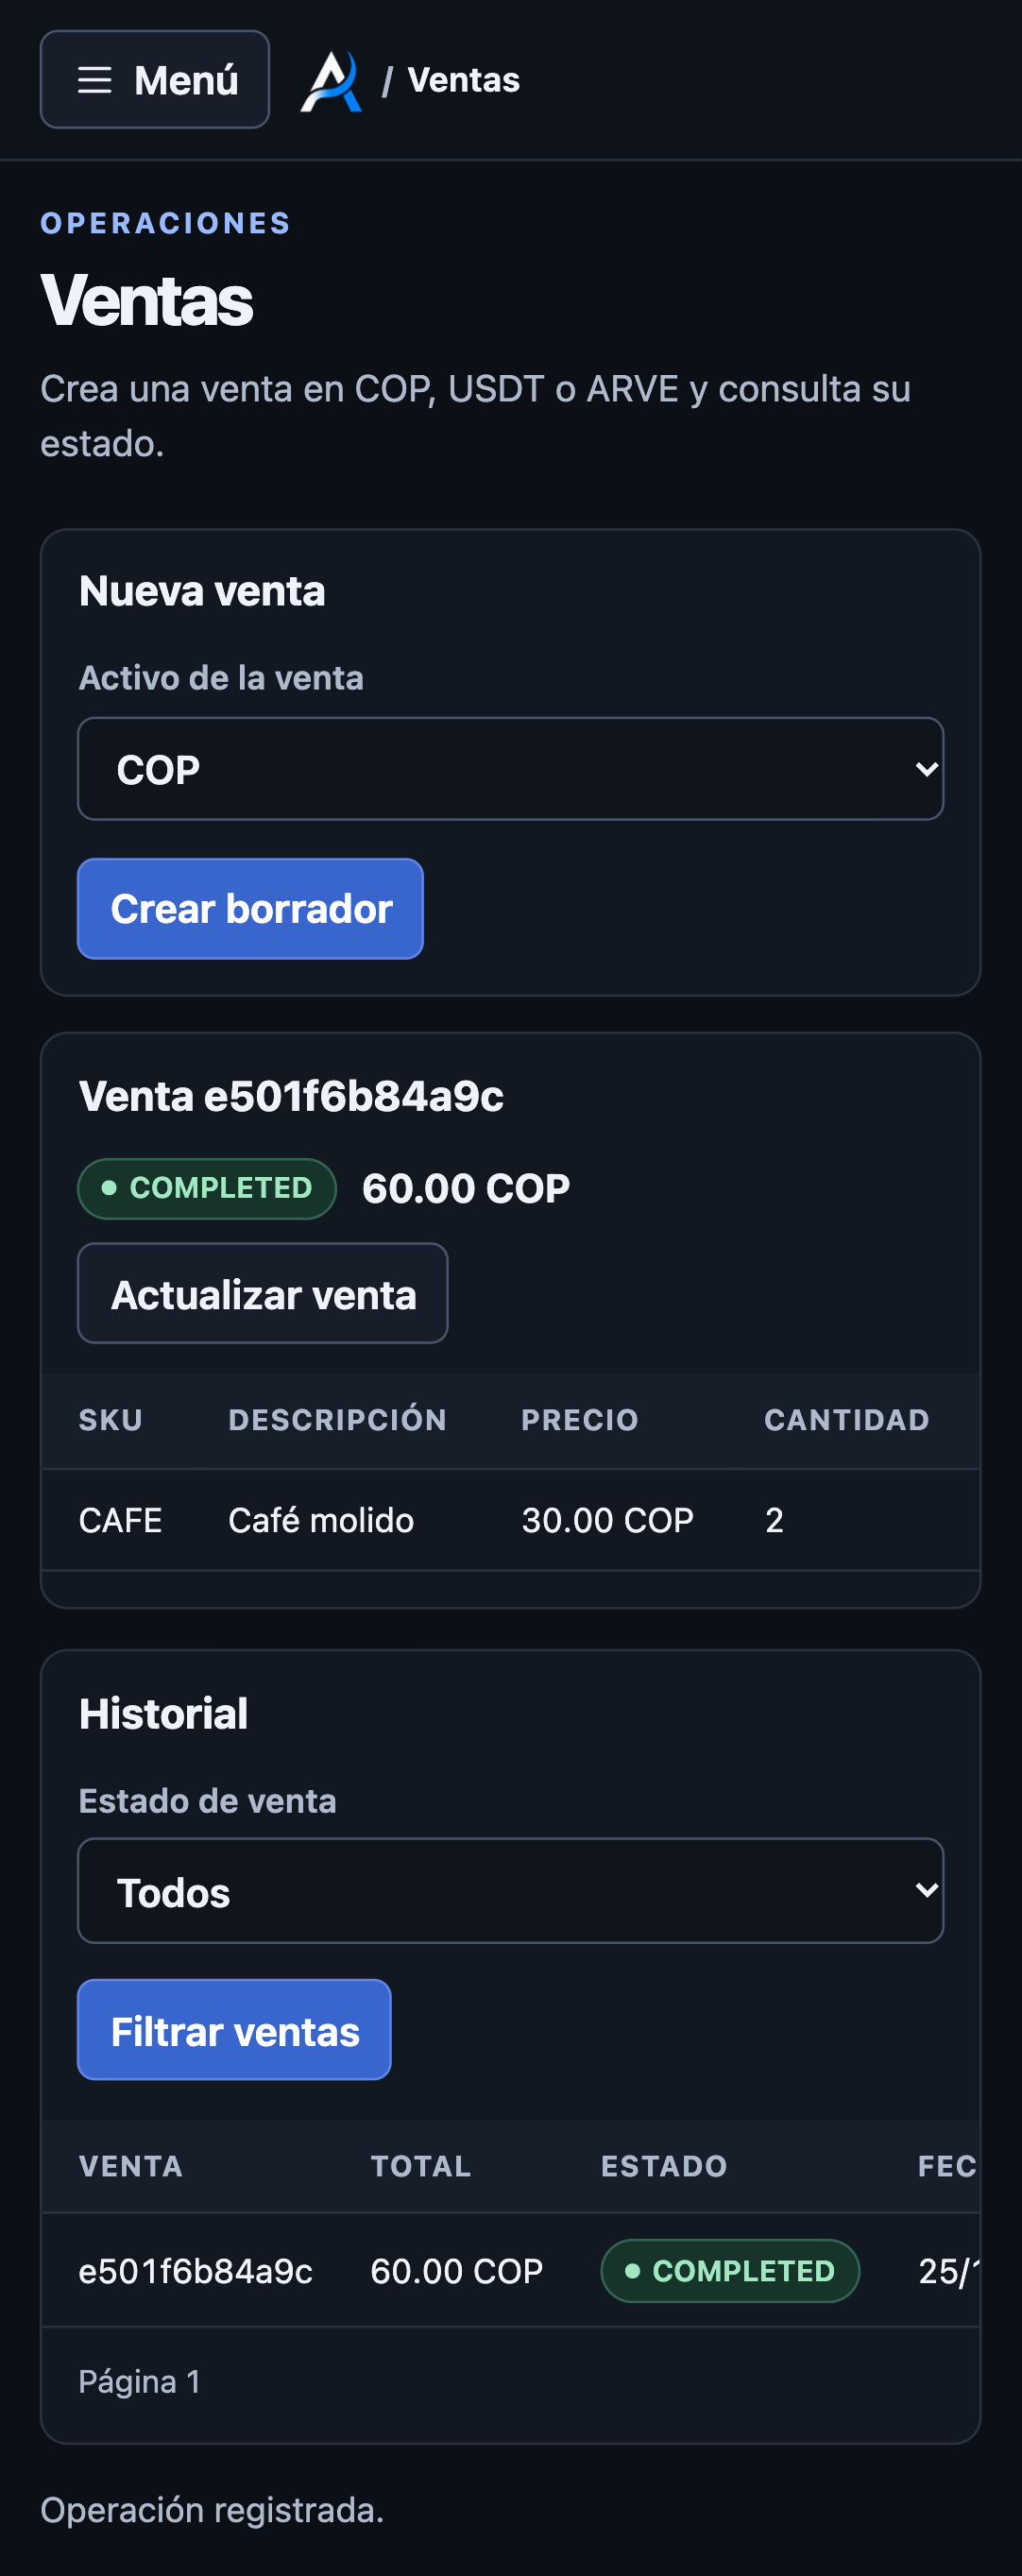 Menú
/ Ventas
OPERACIONES
Ventas
Crea una venta en COP, USDT o ARVE y consulta su
estado.
Nueva venta
Activo de la venta
COP
Crear borrador
Venta e501f6b84a9c
COMPLETED 60.00 COP
Actualizar venta
SKU DESCRIPCIÓN PRECIO CANTIDAD
CAFE Café molido 30.00 COP 2
Historial
Estado de venta
Todos
Filtrar ventas
VENTA TOTAL ESTADO FEC
e501f6b84a9c 60.00 COP COMPLETED 25/
Página 1
Operación registrada.